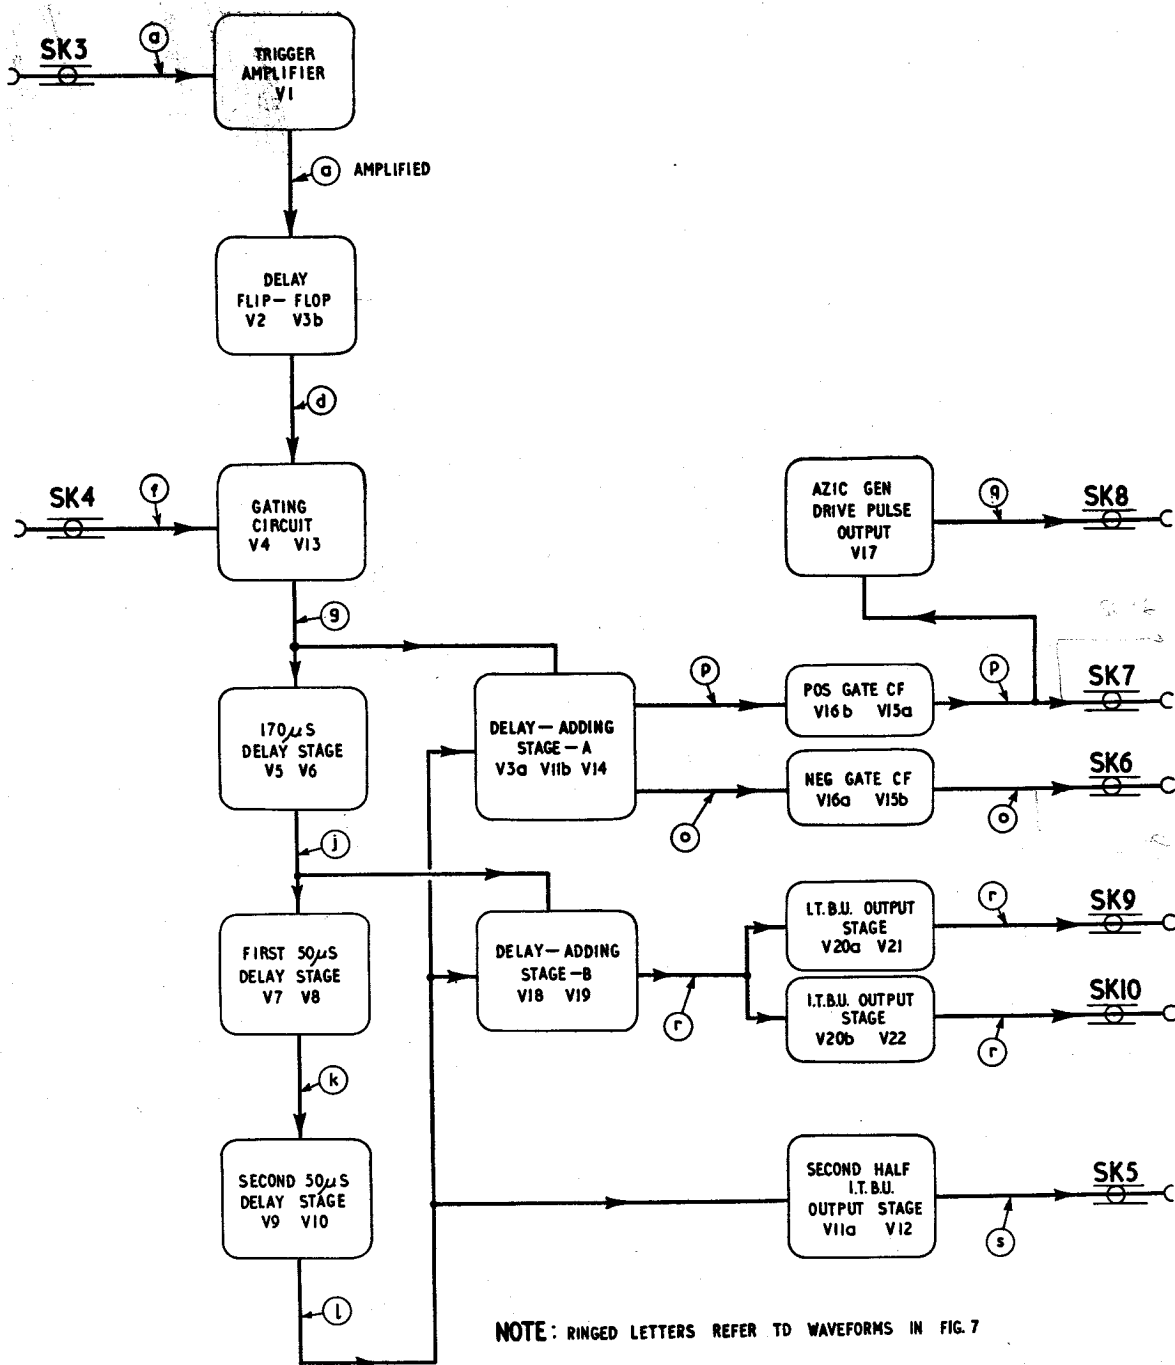 SK3
a
TRIGGER
AMPLIFIER
V1
a AMPLIFIED
DELAY
FLIP-FLOP
V2 V3b
d
SK4
f
GATING
CIRCUIT
V4 V13
g
AZIC GEN
DRIVE PULSE
OUTPUT
V17
q
SK8
170µS
DELAY STAGE
V5 V6
DELAY-ADDING
STAGE-A
V3a V11b V14
p
POS GATE CF
V16b V15a
p
SK7
o
NEG GATE CF
V16a V15b
o
SK6
j
FIRST 50µS
DELAY STAGE
V7 V8
DELAY-ADDING
STAGE-B
V18 V19
r
I.T.B.U. OUTPUT
STAGE
V20a V21
r
SK9
I.T.B.U. OUTPUT
STAGE
V20b V22
r
SK10
k
SECOND 50µS
DELAY STAGE
V9 V10
SECOND HALF
I.T.B.U.
OUTPUT STAGE
V11a V12
s
SK5
l
NOTE: RINGED LETTERS REFER TD WAVEFORMS IN FIG. 7